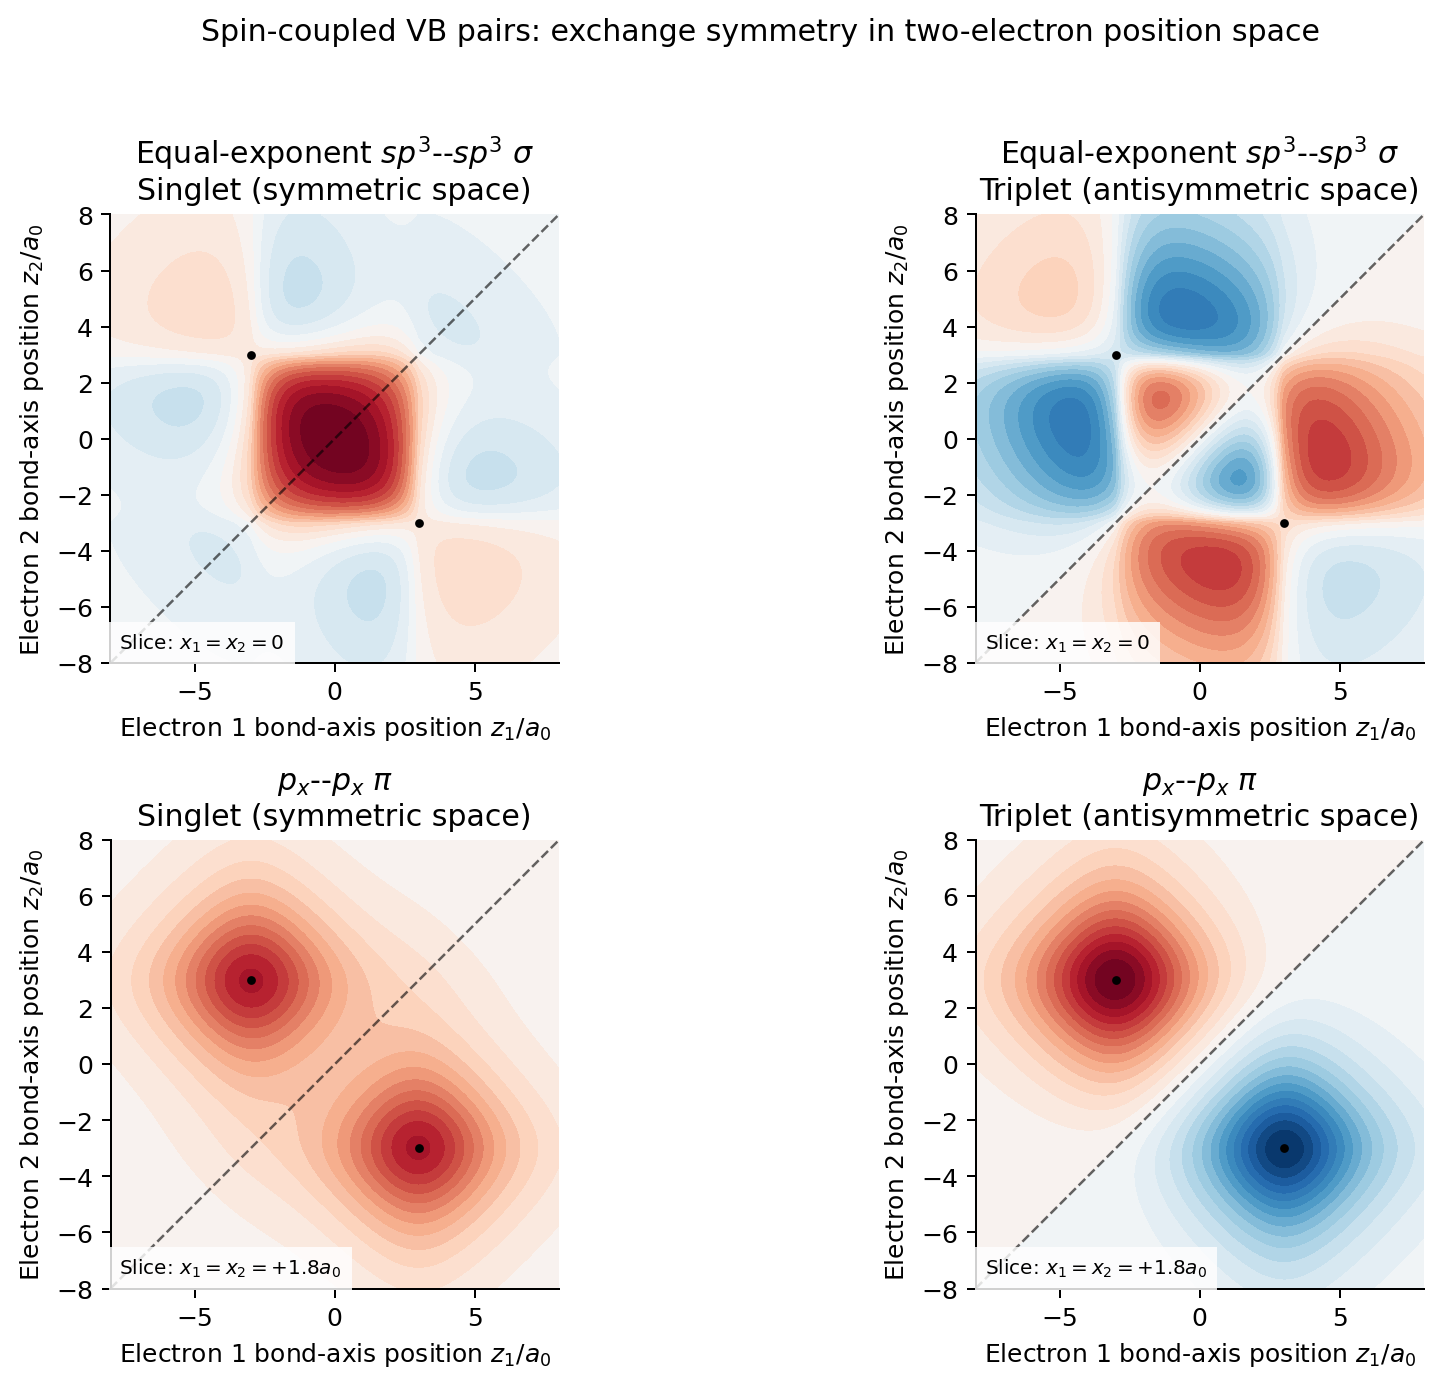 Spin-coupled VB pairs: exchange symmetry in two-electron position space
Equal-exponent sp³--sp³ σ
Singlet (symmetric space)
Electron 2 bond-axis position z₂/a₀
8
6
4
2
0
−2
−4
−6
−8
Slice: x₁ = x₂ = 0
−5 0 5
Electron 1 bond-axis position z₁/a₀
Equal-exponent sp³--sp³ σ
Triplet (antisymmetric space)
Electron 2 bond-axis position z₂/a₀
8
6
4
2
0
−2
−4
−6
−8
Slice: x₁ = x₂ = 0
−5 0 5
Electron 1 bond-axis position z₁/a₀
pₓ--pₓ π
Singlet (symmetric space)
Electron 2 bond-axis position z₂/a₀
8
6
4
2
0
−2
−4
−6
−8
Slice: x₁ = x₂ = +1.8a₀
−5 0 5
Electron 1 bond-axis position z₁/a₀
pₓ--pₓ π
Triplet (antisymmetric space)
Electron 2 bond-axis position z₂/a₀
8
6
4
2
0
−2
−4
−6
−8
Slice: x₁ = x₂ = +1.8a₀
−5 0 5
Electron 1 bond-axis position z₁/a₀